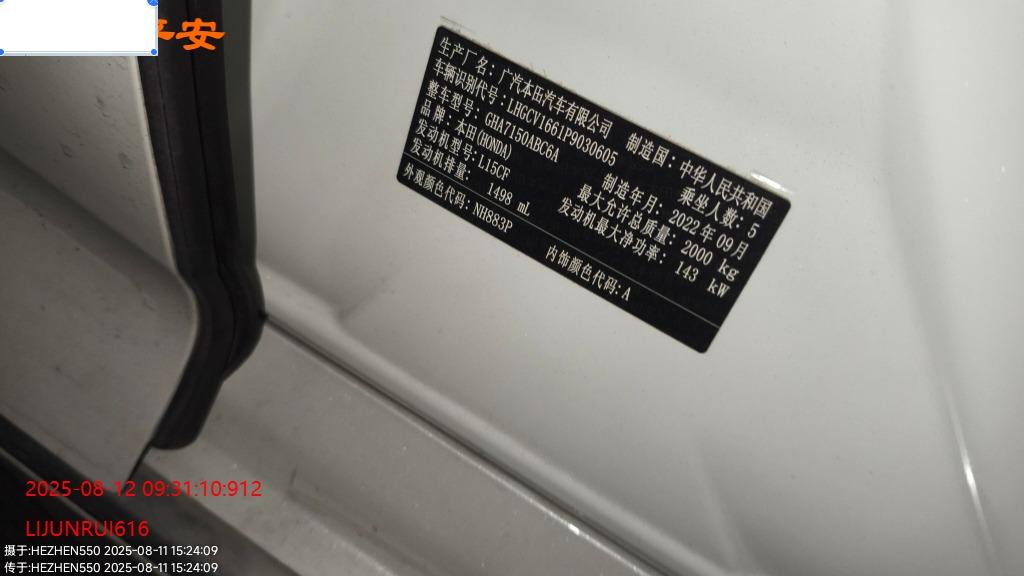 平安
生产厂名：广汽本田汽车有限公司 制造国：中华人民共和国
车辆识别代号：LHGCV1661P9030605 乘坐人数：5
整车型号：GHA7150ABC6A 制造年月：2022年09月
品牌：本田(HONDA) 最大允许总质量：2000 kg
发动机型号：L15CF 发动机最大净功率：143 kW
发动机排量： 1498 mL
外观颜色代码：NH883P 内饰颜色代码：A
2025-08-12 09:31:10:912
LIJUNRUI616
摄于:HEZHEN550 2025-08-11 15:24:09
传于:HEZHEN550 2025-08-11 15:24:09